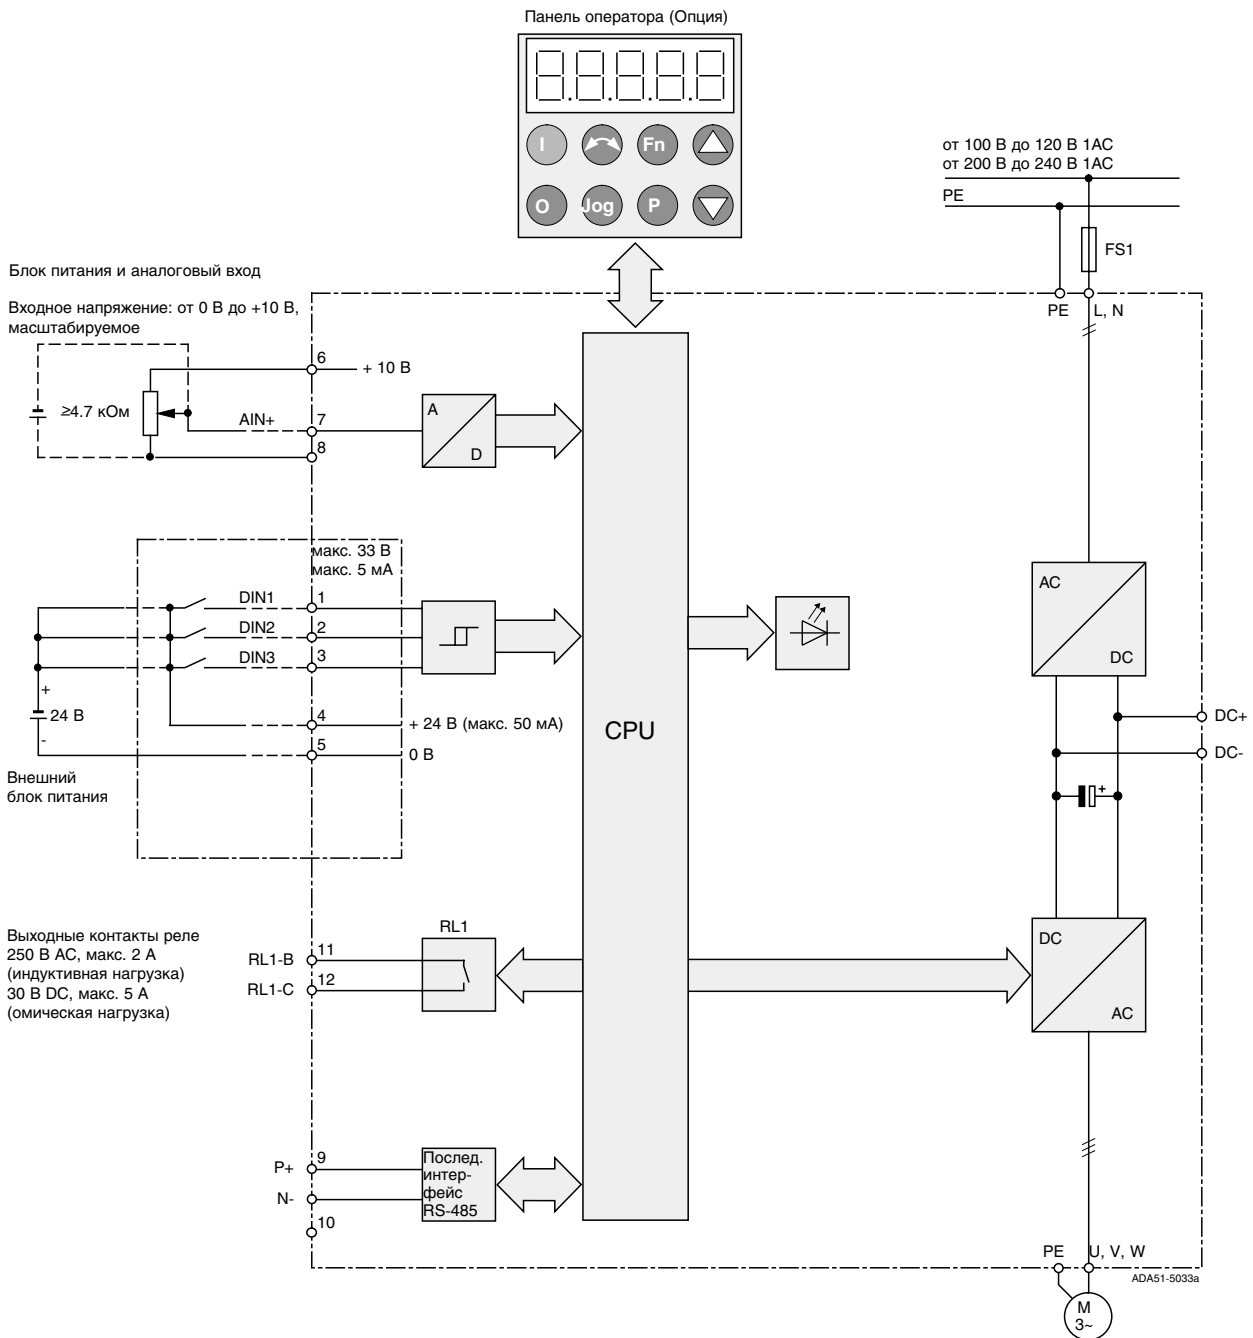 Панель оператора (Опция)
8.8.8.8.8
I
Fn
O
Jog
P
от 100 В до 120 В 1AC
от 200 В до 240 В 1AC
PE
FS1
PE
L, N
Блок питания и аналоговый вход
Входное напряжение: от 0 В до +10 В,
масштабируемое
6
+ 10 В
≥4.7 кОм
AIN+
7
8
A
D
макс. 33 В
макс. 5 мА
DIN1
1
DIN2
2
DIN3
3
+
24 В
-
4
+ 24 В (макс. 50 мА)
5
0 В
Внешний
блок питания
CPU
AC
DC
DC+
DC-
+
Выходные контакты реле
250 В AC, макс. 2 А
(индуктивная нагрузка)
30 В DC, макс. 5 А
(омическая нагрузка)
RL1
RL1-B
11
RL1-C
12
DC
AC
P+
9
N-
10
Послед.
интер-
фейс
RS-485
PE
U, V, W
ADA51-5033a
M
3~